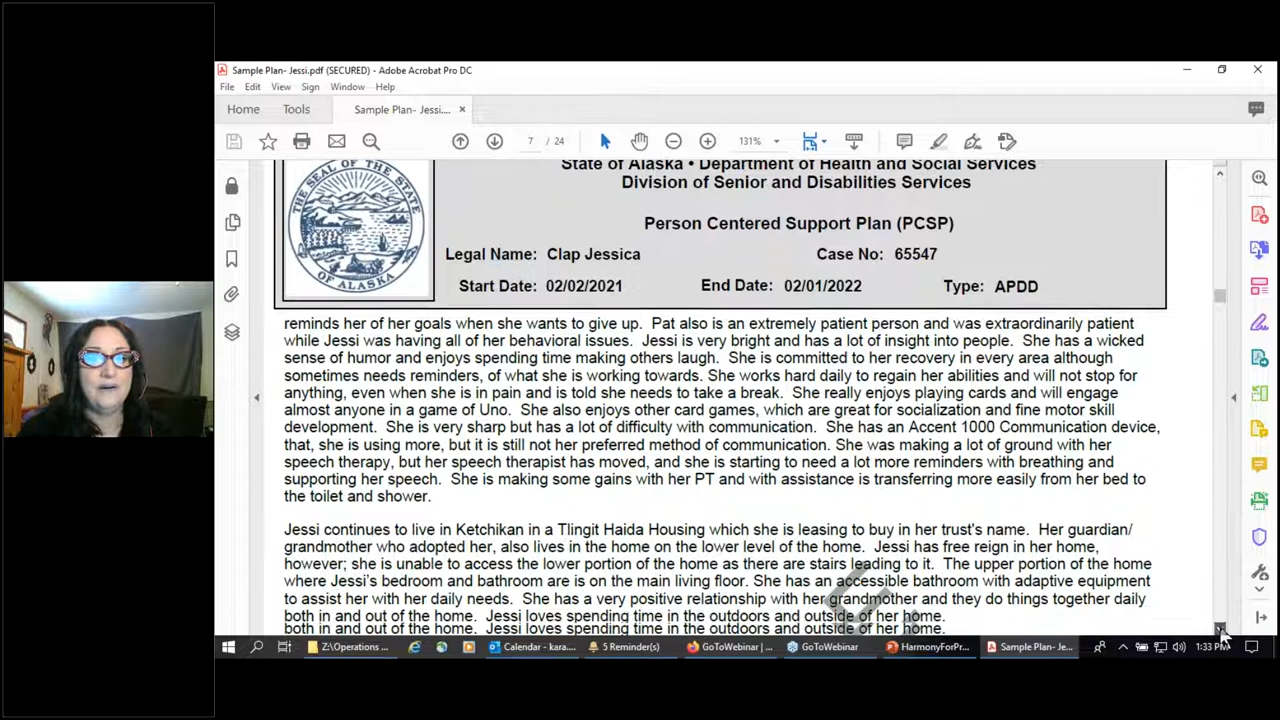 Sample Plan- Jessi.pdf (SECURED) - Adobe Acrobat Pro DC
File Edit View Window Help
Home Tools Sample Plan- Jessi.... ×
7 / 24 131%
THE SEAL OF THE STATE OF ALASKA
State of Alaska • Department of Health and Social Services
Division of Senior and Disabilities Services
Person Centered Support Plan (PCSP)
Legal Name: Clap Jessica Case No: 65547
Start Date: 02/02/2021 End Date: 02/01/2022 Type: APDD
reminds her of her goals when she wants to give up. Pat also is an extremely patient person and was extraordinarily patient
while Jessi was having all of her behavioral issues. Jessi is very bright and has a lot of insight into people. She has a wicked
sense of humor and enjoys spending time making others laugh. She is committed to her recovery in every area although
sometimes needs reminders, of what she is working towards. She works hard daily to regain her abilities and will not stop for
anything, even when she is in pain and is told she needs to take a break. She really enjoys playing cards and will engage
almost anyone in a game of Uno. She also enjoys other card games, which are great for socialization and fine motor skill
development. She is very sharp but has a lot of difficulty with communication. She has an Accent 1000 Communication device,
that, she is using more, but it is still not her preferred method of communication. She was making a lot of ground with her
speech therapy, but her speech therapist has moved, and she is starting to need a lot more reminders with breathing and
supporting her speech. She is making some gains with her PT and with assistance is transferring more easily from her bed to
the toilet and shower.
Jessi continues to live in Ketchikan in a Tlingit Haida Housing which she is leasing to buy in her trust's name. Her guardian/
grandmother who adopted her, also lives in the home on the lower level of the home. Jessi has free reign in her home,
however; she is unable to access the lower portion of the home as there are stairs leading to it. The upper portion of the home
where Jessi's bedroom and bathroom are is on the main living floor. She has an accessible bathroom with adaptive equipment
to assist her with her daily needs. She has a very positive relationship with her grandmother and they do things together daily
both in and out of the home. Jessi loves spending time in the outdoors and outside of her home.
both in and out of the home. Jessi loves spending time in the outdoors and outside of her home.
Z:\Operations ... Calendar - kara.... 5 Reminder(s) GoToWebinar | ... GoToWebinar HarmonyForPr... Sample Plan- Je... 1:33 PM